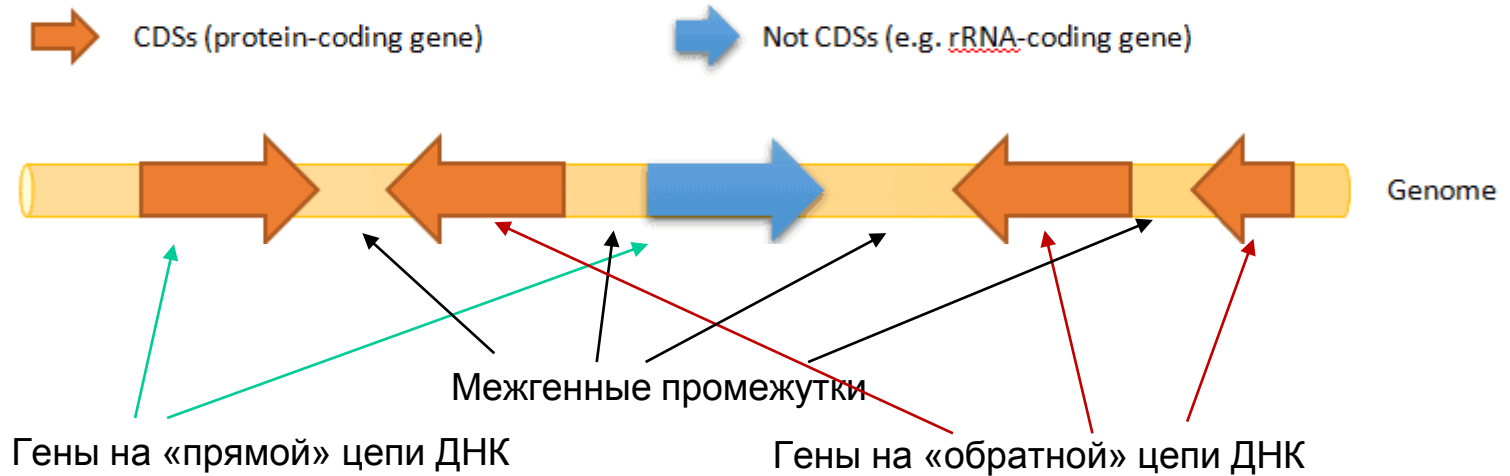 CDSs (protein-coding gene)
Not CDSs (e.g. rRNA-coding gene)
Genome
Межгенные промежутки
Гены на «прямой» цепи ДНК
Гены на «обратной» цепи ДНК